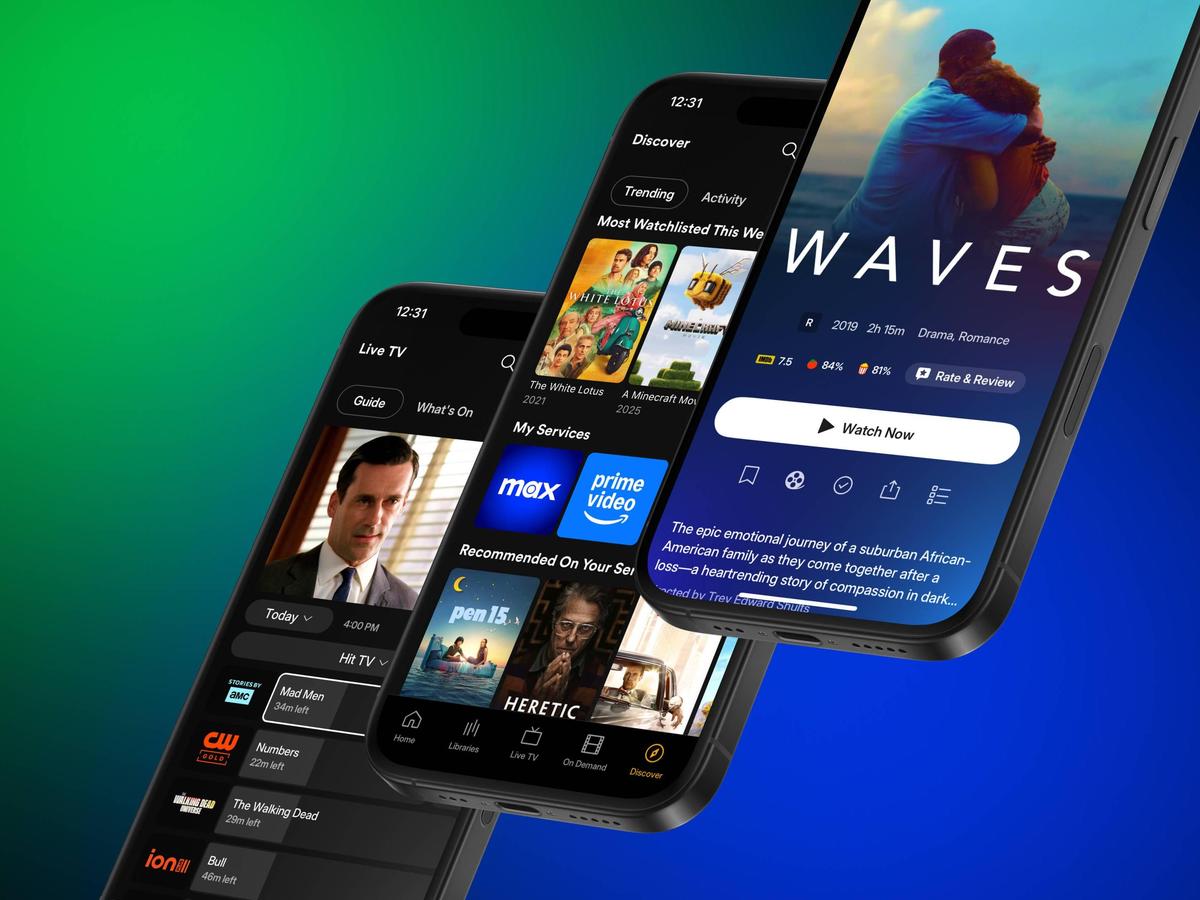 12:31
Live TV
Guide
What's On
Today
4:00 PM
Hit TV
STORIES BY
aMC
Mad Men
34m left
CW
GOLD
Numbers
22m left
THE
WALKING DEAD
UNIVERSE
The Walking Dead
29m left
ion
Bull
46m left
12:31
Discover
Trending
Activity
Most Watchlisted This We
THE
WHITE LOTUS
MINECRAFT
The White Lotus
2021
A Minecraft Mov
2025
My Services
max
prime
video
Recommended On Your Ser
pen15
HERETIC
Home
Libraries
Live TV
On Demand
Discover
WAVES
R
2019
2h 15m
Drama, Romance
IMDb
7.5
84%
81%
Rate & Review
Watch Now
The epic emotional journey of a suburban African-
American family as they come together after a
loss—a heartrending story of compassion in dark...
ected by Trey Edward Shults